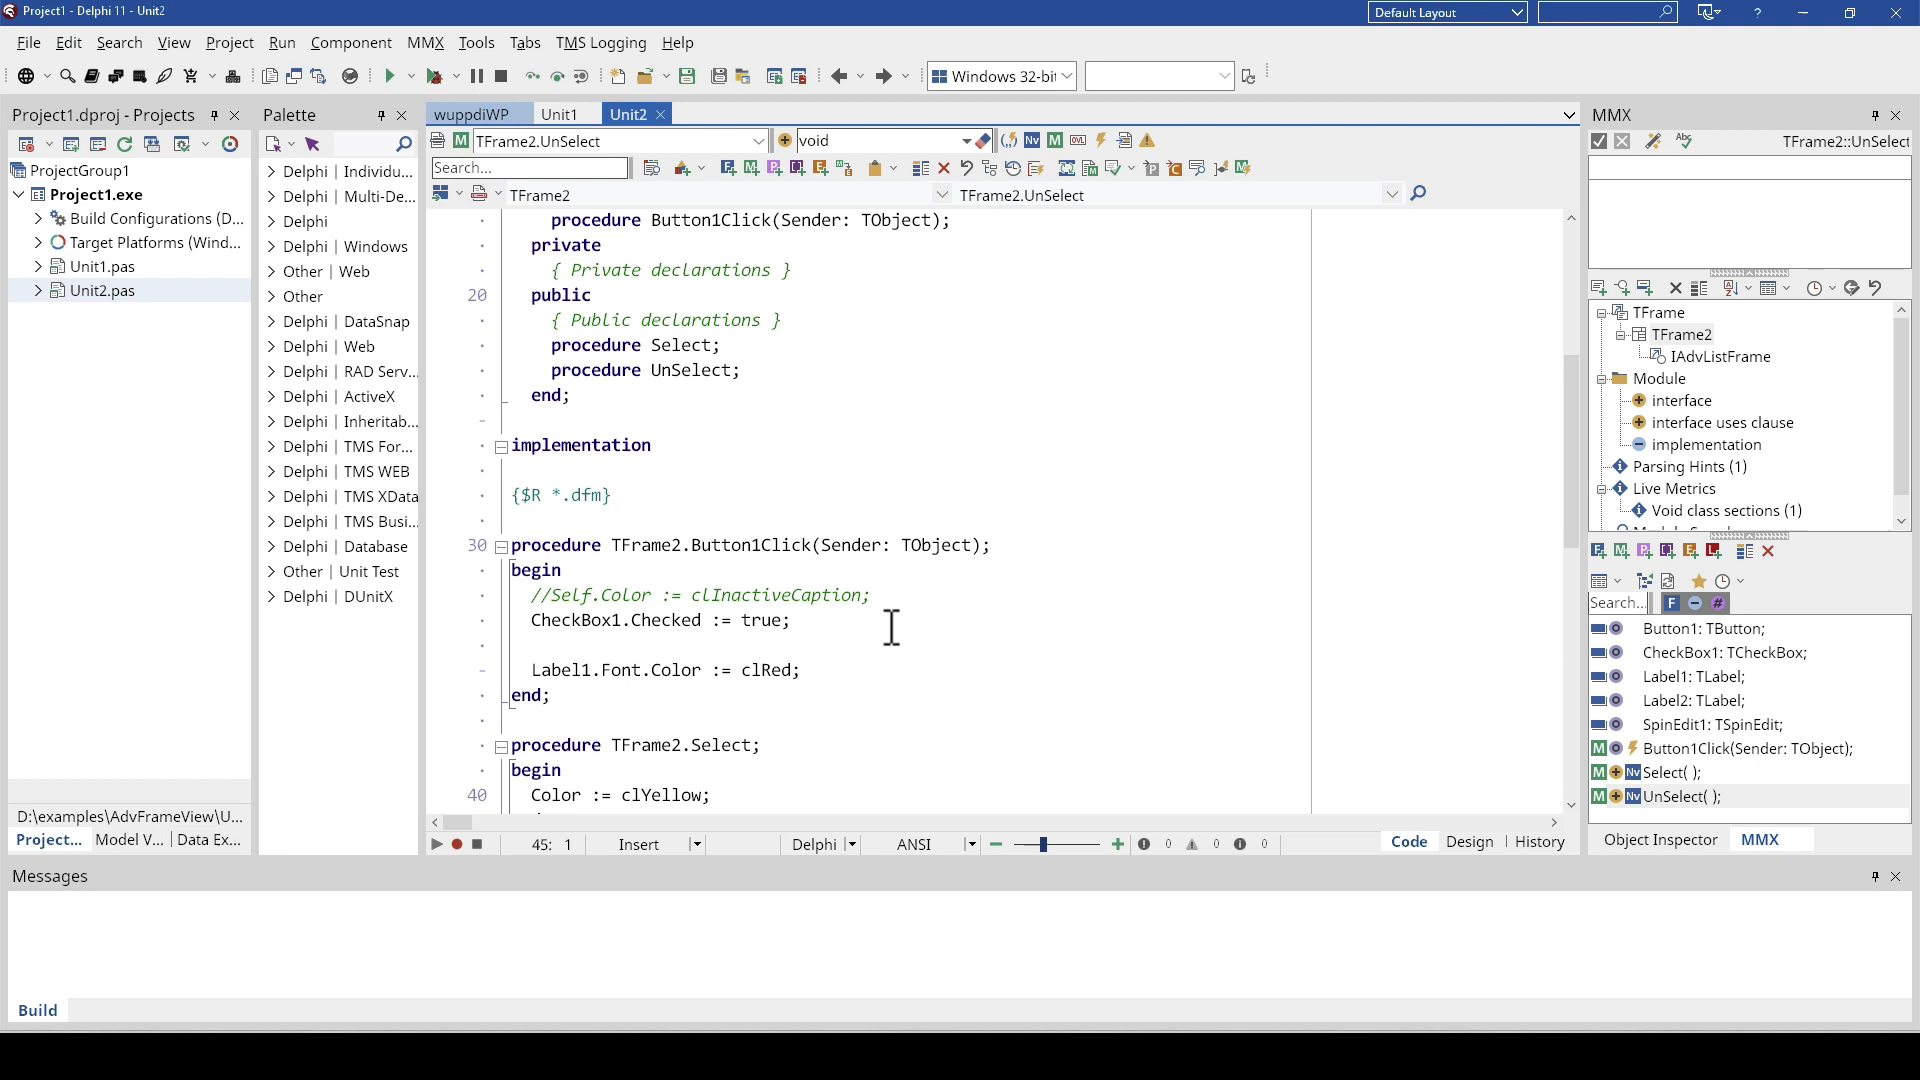 Project1 - Delphi 11 - Unit2
Default Layout
File Edit Search View Project Run Component MMX Tools Tabs TMS Logging Help
Windows 32-bit
Project1.dproj - Projects
ProjectGroup1
Project1.exe
Build Configurations (D...
Target Platforms (Wind...
Unit1.pas
Unit2.pas
D:\examples\AdvFrameView\U...
Project... Model V... Data Ex...
Palette
Delphi | Individu...
Delphi | Multi-De...
Delphi
Delphi | Windows
Other | Web
Other
Delphi | DataSnap
Delphi | Web
Delphi | RAD Serv...
Delphi | ActiveX
Delphi | Inheritab...
Delphi | TMS For...
Delphi | TMS WEB
Delphi | TMS XData
Delphi | TMS Busi...
Delphi | Database
Other | Unit Test
Delphi | DUnitX
wuppdiWP Unit1 Unit2
TFrame2.UnSelect void
Search...
TFrame2 TFrame2.UnSelect
procedure Button1Click(Sender: TObject);
private
{ Private declarations }
20 public
{ Public declarations }
procedure Select;
procedure UnSelect;
end;
implementation
{$R *.dfm}
30 procedure TFrame2.Button1Click(Sender: TObject);
begin
//Self.Color := clInactiveCaption;
CheckBox1.Checked := true;
Label1.Font.Color := clRed;
end;
procedure TFrame2.Select;
begin
40 Color := clYellow;
45: 1 Insert Delphi ANSI 0 0 0 Code Design History
MMX
TFrame2::UnSelect
TFrame
TFrame2
IAdvListFrame
Module
interface
interface uses clause
implementation
Parsing Hints (1)
Live Metrics
Void class sections (1)
Search...
Button1: TButton;
CheckBox1: TCheckBox;
Label1: TLabel;
Label2: TLabel;
SpinEdit1: TSpinEdit;
Button1Click(Sender: TObject);
Select( );
UnSelect( );
Object Inspector MMX
Messages
Build